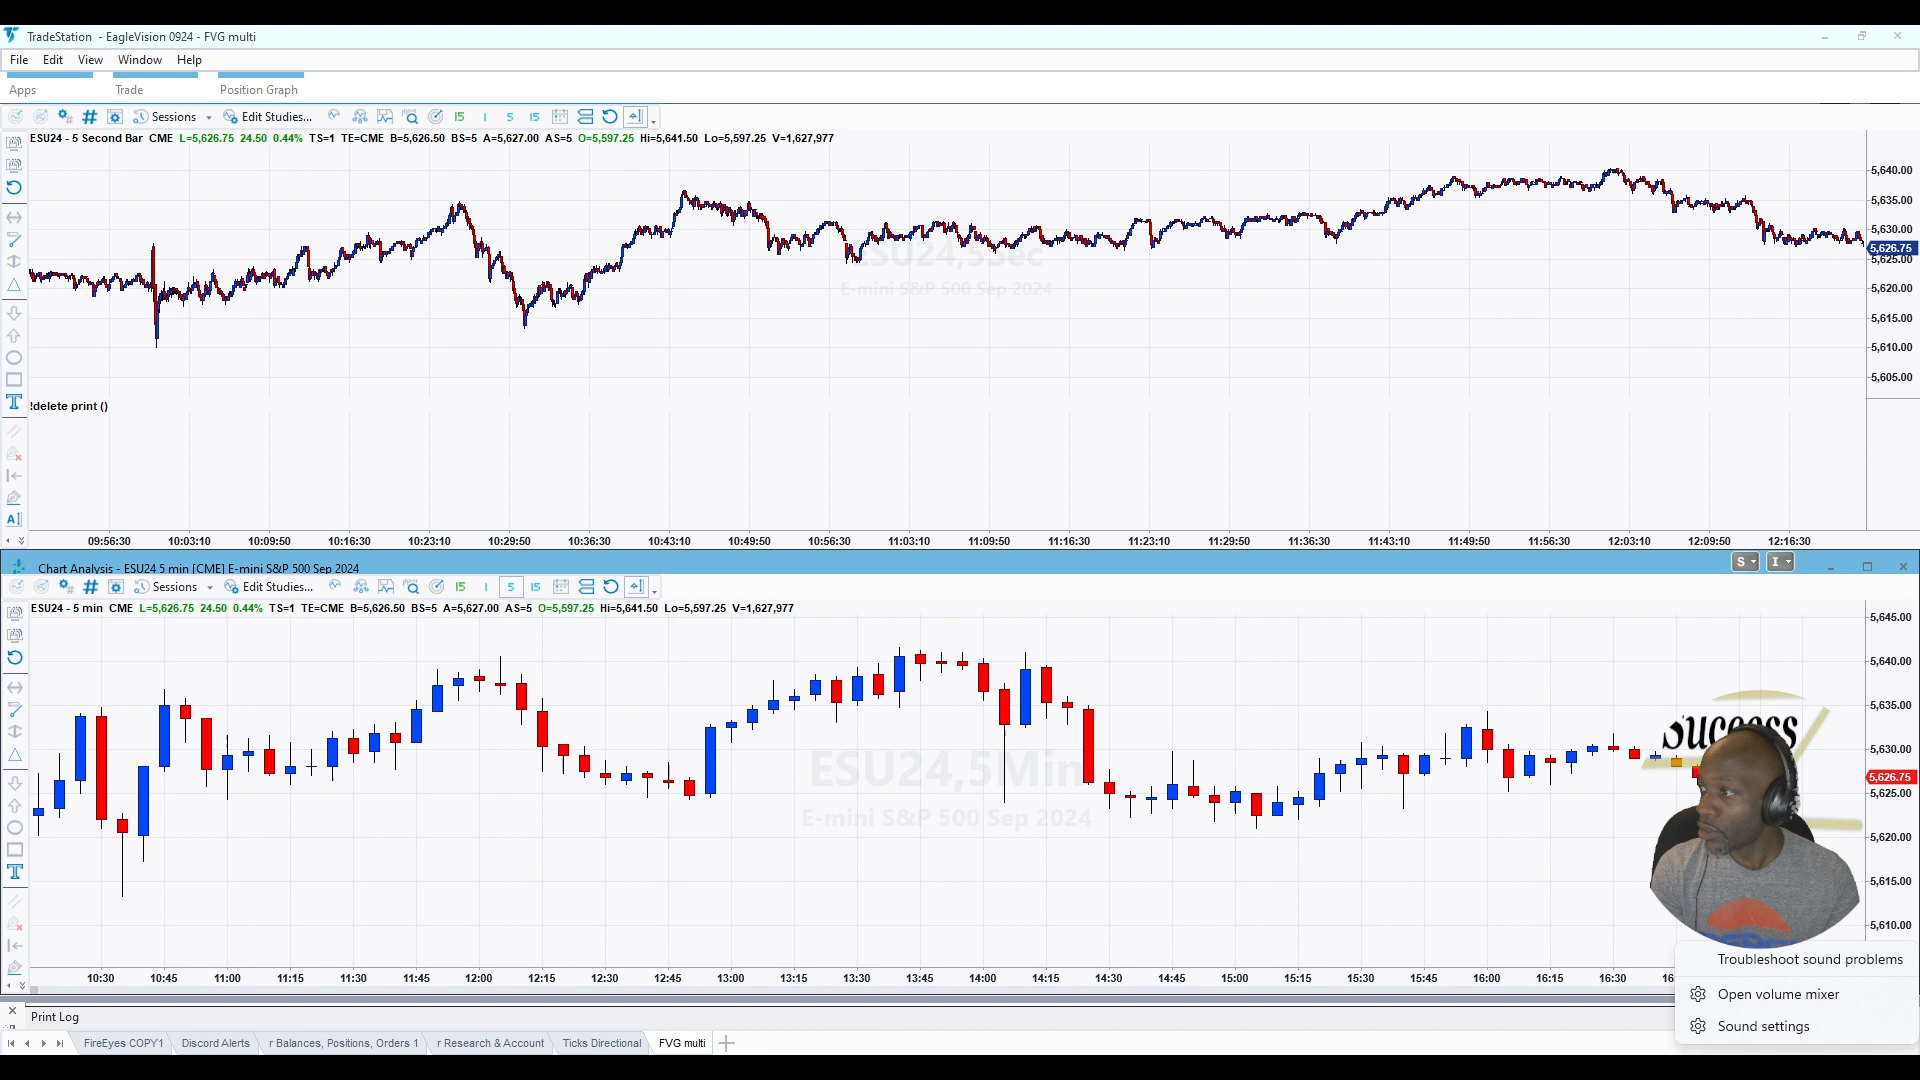 TradeStation - EagleVision 0924 - FVG multi
File Edit View Window Help
Apps Trade Position Graph
Sessions Edit Studies... 15 1 5 15
ESU24 - 5 Second Bar CME L=5,626.75 24.50 0.44% TS=1 TE=CME B=5,626.50 BS=5 A=5,627.00 AS=5 O=5,597.25 Hi=5,641.50 Lo=5,597.25 V=1,627,977
5,640.00
5,635.00
5,630.00
5,626.75
5,625.00
5,620.00
5,615.00
5,610.00
5,605.00
ESU24,5Sec
E-mini S&P 500 Sep 2024
!delete print ()
09:56:30 10:03:10 10:09:50 10:16:30 10:23:10 10:29:50 10:36:30 10:43:10 10:49:50 10:56:30 11:03:10 11:09:50 11:16:30 11:23:10 11:29:50 11:36:30 11:43:10 11:49:50 11:56:30 12:03:10 12:09:50 12:16:30
Chart Analysis - ESU24 5 min [CME] E-mini S&P 500 Sep 2024
S I
Sessions Edit Studies... 15 1 5 15
ESU24 - 5 min CME L=5,626.75 24.50 0.44% TS=1 TE=CME B=5,626.50 BS=5 A=5,627.00 AS=5 O=5,597.25 Hi=5,641.50 Lo=5,597.25 V=1,627,977
5,645.00
5,640.00
5,635.00
5,630.00
5,626.75
5,625.00
5,620.00
5,615.00
5,610.00
success
ESU24,5Min
E-mini S&P 500 Sep 2024
10:30 10:45 11:00 11:15 11:30 11:45 12:00 12:15 12:30 12:45 13:00 13:15 13:30 13:45 14:00 14:15 14:30 14:45 15:00 15:15 15:30 15:45 16:00 16:15 16:30
Troubleshoot sound problems
Open volume mixer
Sound settings
Print Log
FireEyes COPY1 Discord Alerts r Balances, Positions, Orders 1 r Research & Account Ticks Directional FVG multi